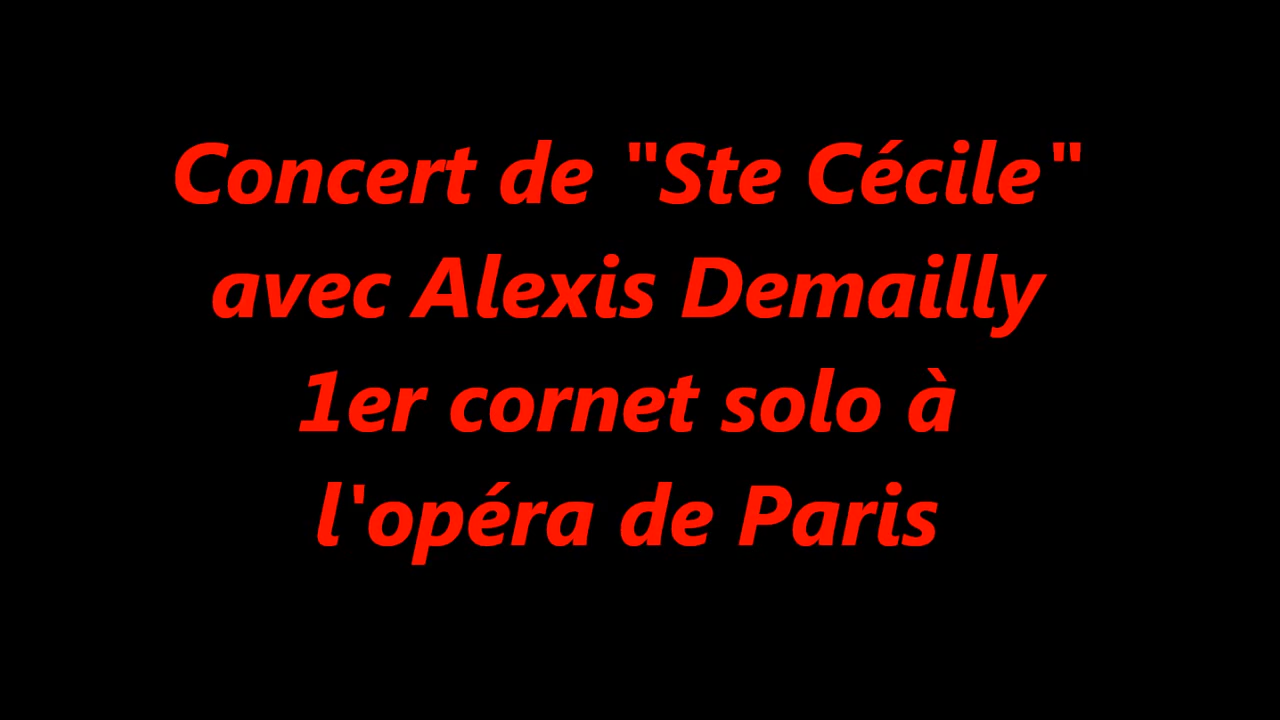 Concert de "Ste Cécile"
avec Alexis Demailly
1er cornet solo à
l'opéra de Paris